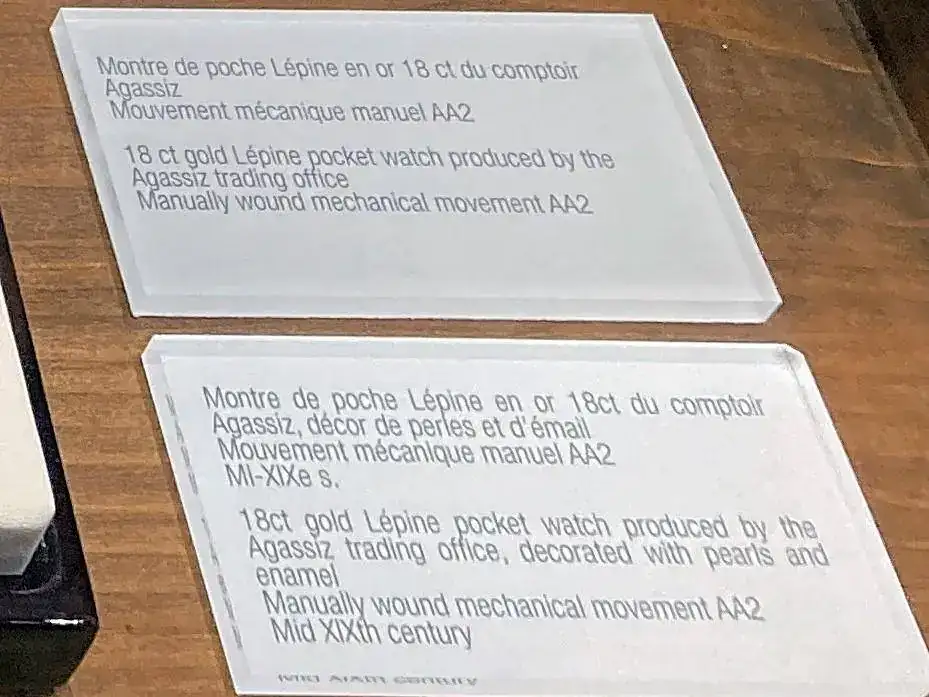 Montre de poche Lépine en or 18 ct du comptoir
Agassiz
Mouvement mécanique manuel AA2
18 ct gold Lépine pocket watch produced by the
Agassiz trading office
Manually wound mechanical movement AA2
Montre de poche Lépine en or 18ct du comptoir
Agassiz, décor de perles et d'émail
Mouvement mécanique manuel AA2
MI-XIXe s.
18ct gold Lépine pocket watch produced by the
Agassiz trading office, decorated with pearls and
enamel
Manually wound mechanical movement AA2
Mid XIXth century